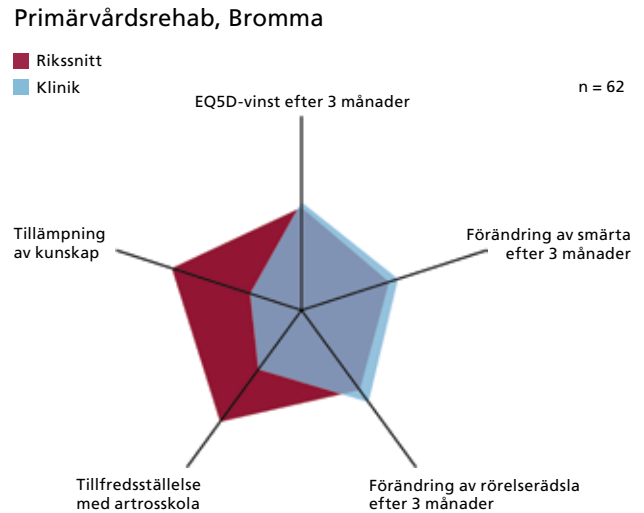 Primärvårdsrehab, Bromma
Rikssnitt
Klinik
n = 62
EQ5D-vinst efter 3 månader
Tillämpning
av kunskap
Förändring av smärta
efter 3 månader
Tillfredsställelse
med artrosskola
Förändring av rörelserädsla
efter 3 månader